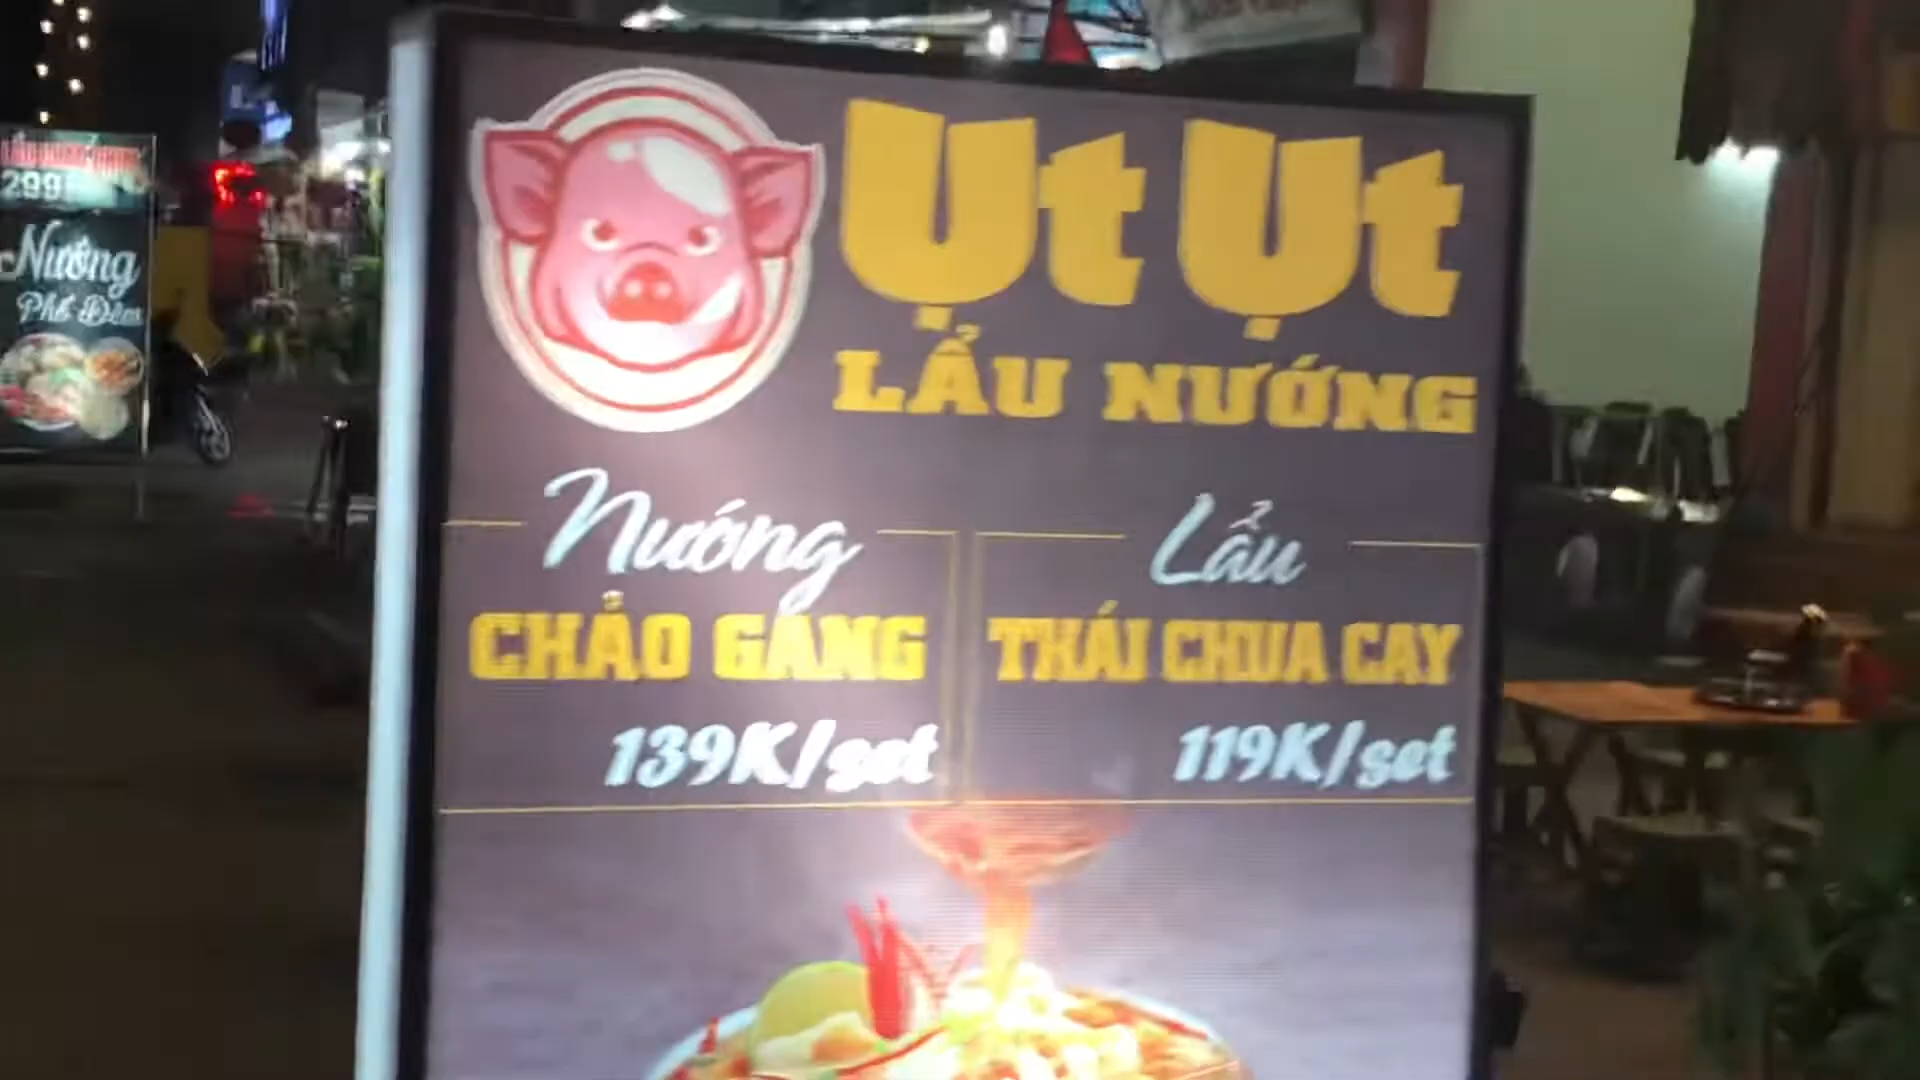 Ụt Ụt
LẨU NƯỚNG
Nướng
CHẢO GANG
139K/set
Lẩu
THÁI CHUA CAY
119K/set
299
Nướng
Phố Đêm